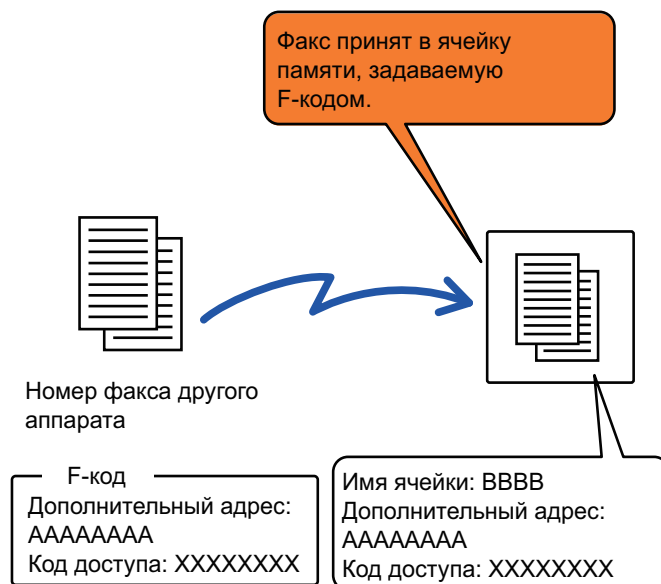 Факс принят в ячейку
памяти, задаваемую
F-кодом.
Номер факса другого
аппарата
F-код
Дополнительный адрес:
AAAAAAAA
Код доступа: XXXXXXXX
Имя ячейки: BBBB
Дополнительный адрес:
AAAAAAAA
Код доступа: XXXXXXXX